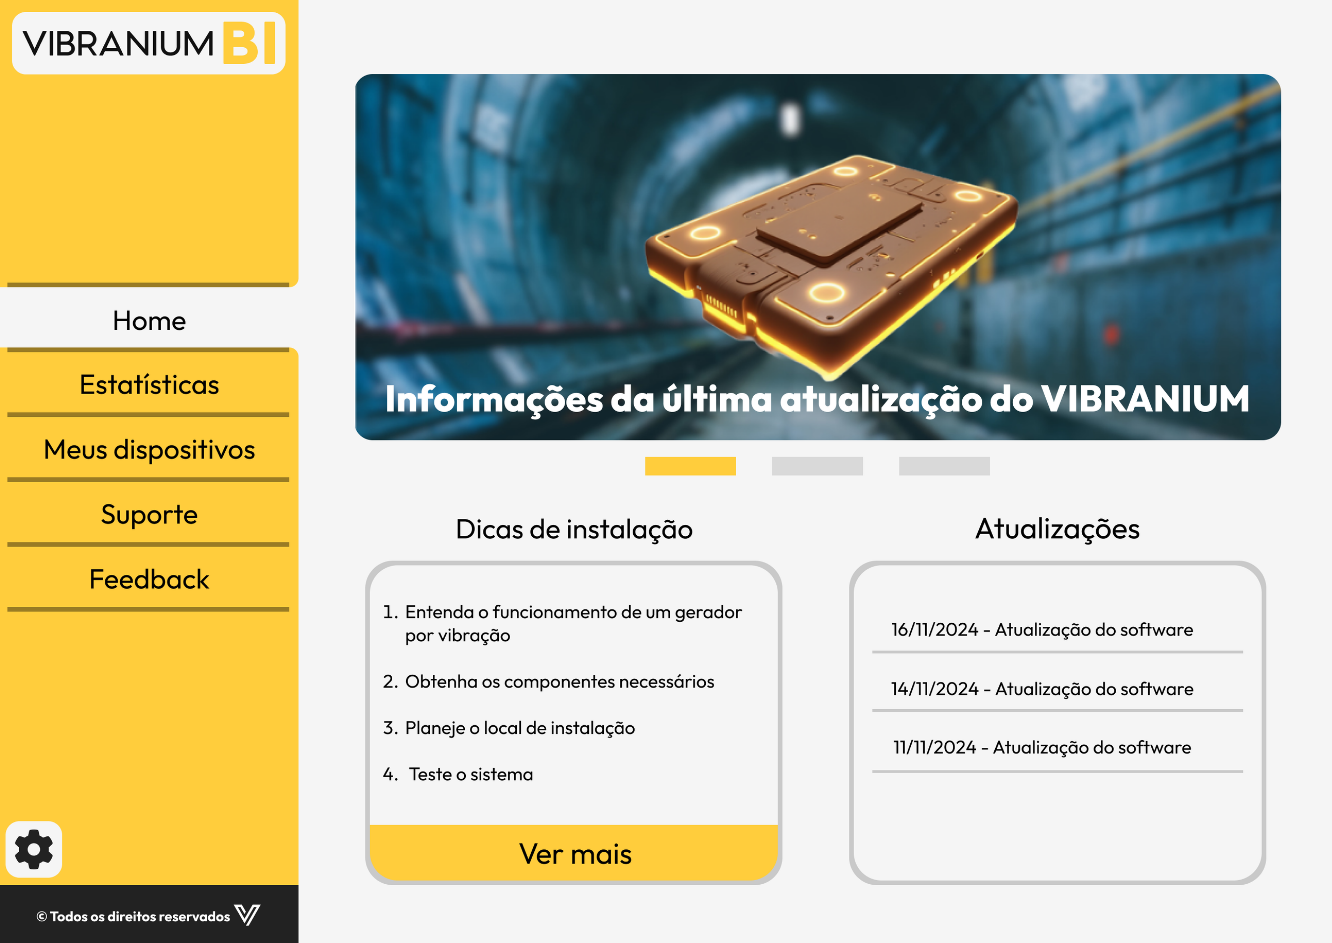 VIBRANIUM BI
Home
Estatísticas
Meus dispositivos
Suporte
Feedback
© Todos os direitos reservados
Informações da última atualização do VIBRANIUM
Dicas de instalação
1. Entenda o funcionamento de um gerador
por vibração
2. Obtenha os componentes necessários
3. Planeje o local de instalação
4. Teste o sistema
Ver mais
Atualizações
16/11/2024 - Atualização do software
14/11/2024 - Atualização do software
11/11/2024 - Atualização do software